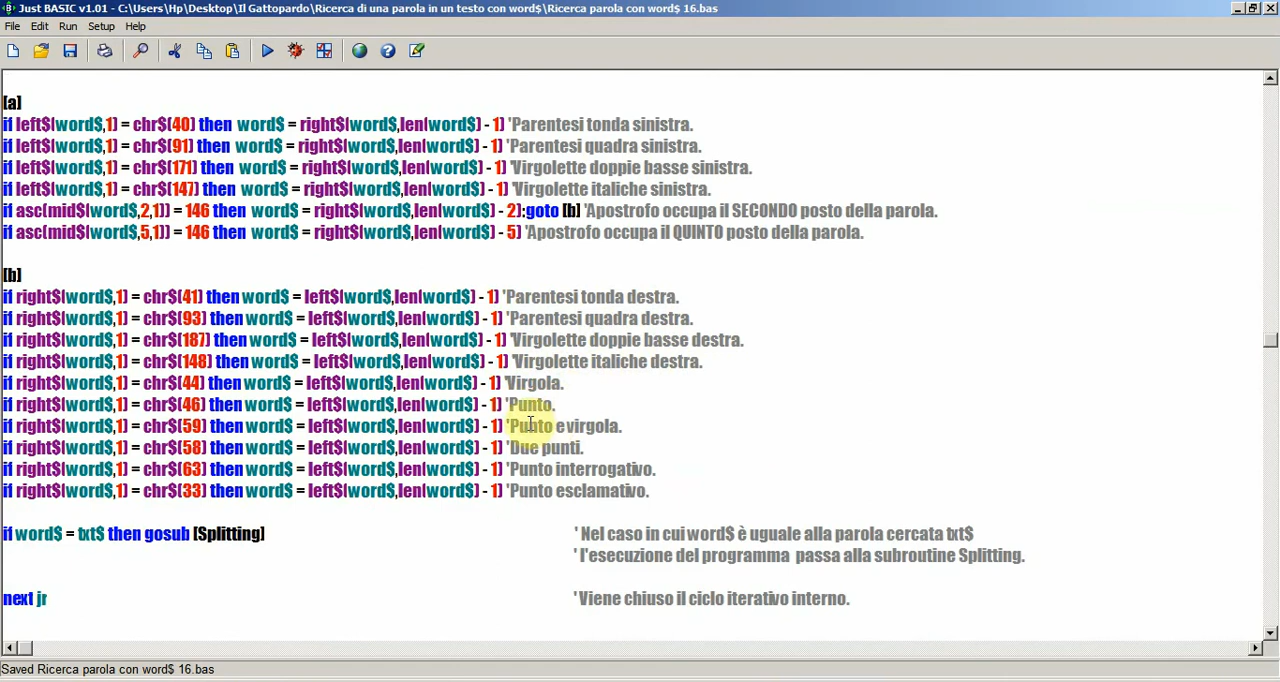 Just BASIC v1.01 - C:\Users\Hp\Desktop\Il Gattopardo\Ricerca di una parola in un testo con word$\Ricerca parola con word$ 16.bas
File Edit Run Setup Help
[a]
if left$(word$,1) = chr$(40) then word$ = right$(word$,len(word$) - 1) 'Parentesi tonda sinistra.
if left$(word$,1) = chr$(91) then word$ = right$(word$,len(word$) - 1) 'Parentesi quadra sinistra.
if left$(word$,1) = chr$(171) then word$ = right$(word$,len(word$) - 1) 'Virgolette doppie basse sinistra.
if left$(word$,1) = chr$(147) then word$ = right$(word$,len(word$) - 1) 'Virgolette italiche sinistra.
if asc(mid$(word$,2,1)) = 146 then word$ = right$(word$,len(word$) - 2):goto [b] 'Apostrofo occupa il SECONDO posto della parola.
if asc(mid$(word$,5,1)) = 146 then word$ = right$(word$,len(word$) - 5) 'Apostrofo occupa il QUINTO posto della parola.
[b]
if right$(word$,1) = chr$(41) then word$ = left$(word$,len(word$) - 1) 'Parentesi tonda destra.
if right$(word$,1) = chr$(93) then word$ = left$(word$,len(word$) - 1) 'Parentesi quadra destra.
if right$(word$,1) = chr$(187) then word$ = left$(word$,len(word$) - 1) 'Virgolette doppie basse destra.
if right$(word$,1) = chr$(148) then word$ = left$(word$,len(word$) - 1) 'Virgolette italiche destra.
if right$(word$,1) = chr$(44) then word$ = left$(word$,len(word$) - 1) 'Virgola.
if right$(word$,1) = chr$(46) then word$ = left$(word$,len(word$) - 1) 'Punto.
if right$(word$,1) = chr$(59) then word$ = left$(word$,len(word$) - 1) 'Punto e virgola.
if right$(word$,1) = chr$(58) then word$ = left$(word$,len(word$) - 1) 'Due punti.
if right$(word$,1) = chr$(63) then word$ = left$(word$,len(word$) - 1) 'Punto interrogativo.
if right$(word$,1) = chr$(33) then word$ = left$(word$,len(word$) - 1) 'Punto esclamativo.
if word$ = txt$ then gosub [Splitting] ' Nel caso in cui word$ è uguale alla parola cercata txt$
' l'esecuzione del programma passa alla subroutine Splitting.
next jr ' Viene chiuso il ciclo iterativo interno.
Saved Ricerca parola con word$ 16.bas